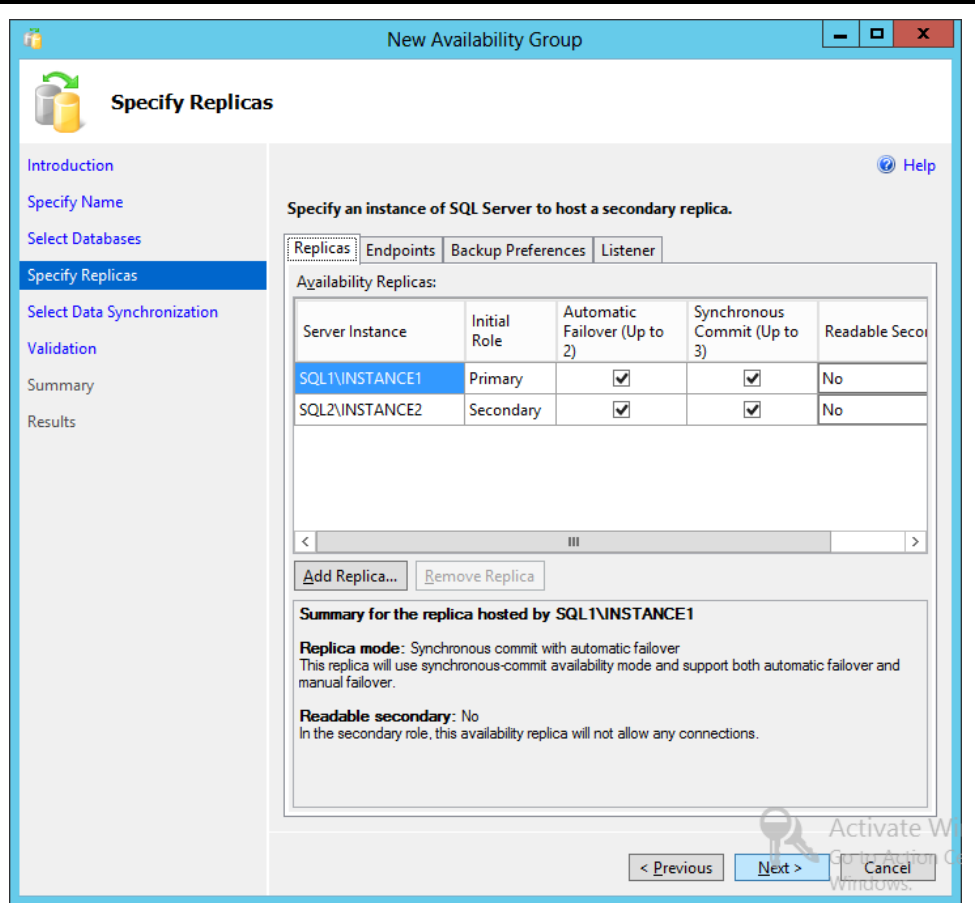 New Availability Group
Specify Replicas
Introduction
Specify Name
Select Databases
Specify Replicas
Select Data Synchronization
Validation
Summary
Results
Help
Specify an instance of SQL Server to host a secondary replica.
Replicas Endpoints Backup Preferences Listener
Availability Replicas:
Server Instance Initial Role Automatic Failover (Up to 2) Synchronous Commit (Up to 3) Readable Secon
SQL1\INSTANCE1 Primary No
SQL2\INSTANCE2 Secondary No
Add Replica... Remove Replica
Summary for the replica hosted by SQL1\INSTANCE1
Replica mode: Synchronous commit with automatic failover
This replica will use synchronous-commit availability mode and support both automatic failover and
manual failover.
Readable secondary: No
In the secondary role, this availability replica will not allow any connections.
Activate Wi
Go to Action Ce
Windows.
< Previous Next > Cancel